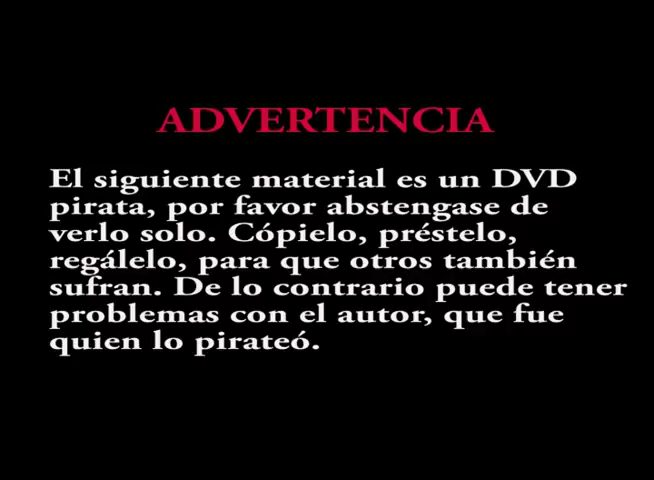 ADVERTENCIA
El siguiente material es un DVD
pirata, por favor abstengase de
verlo solo. Cópielo, préstelo,
regálelo, para que otros también
sufran. De lo contrario puede tener
problemas con el autor, que fue
quien lo pirateó.